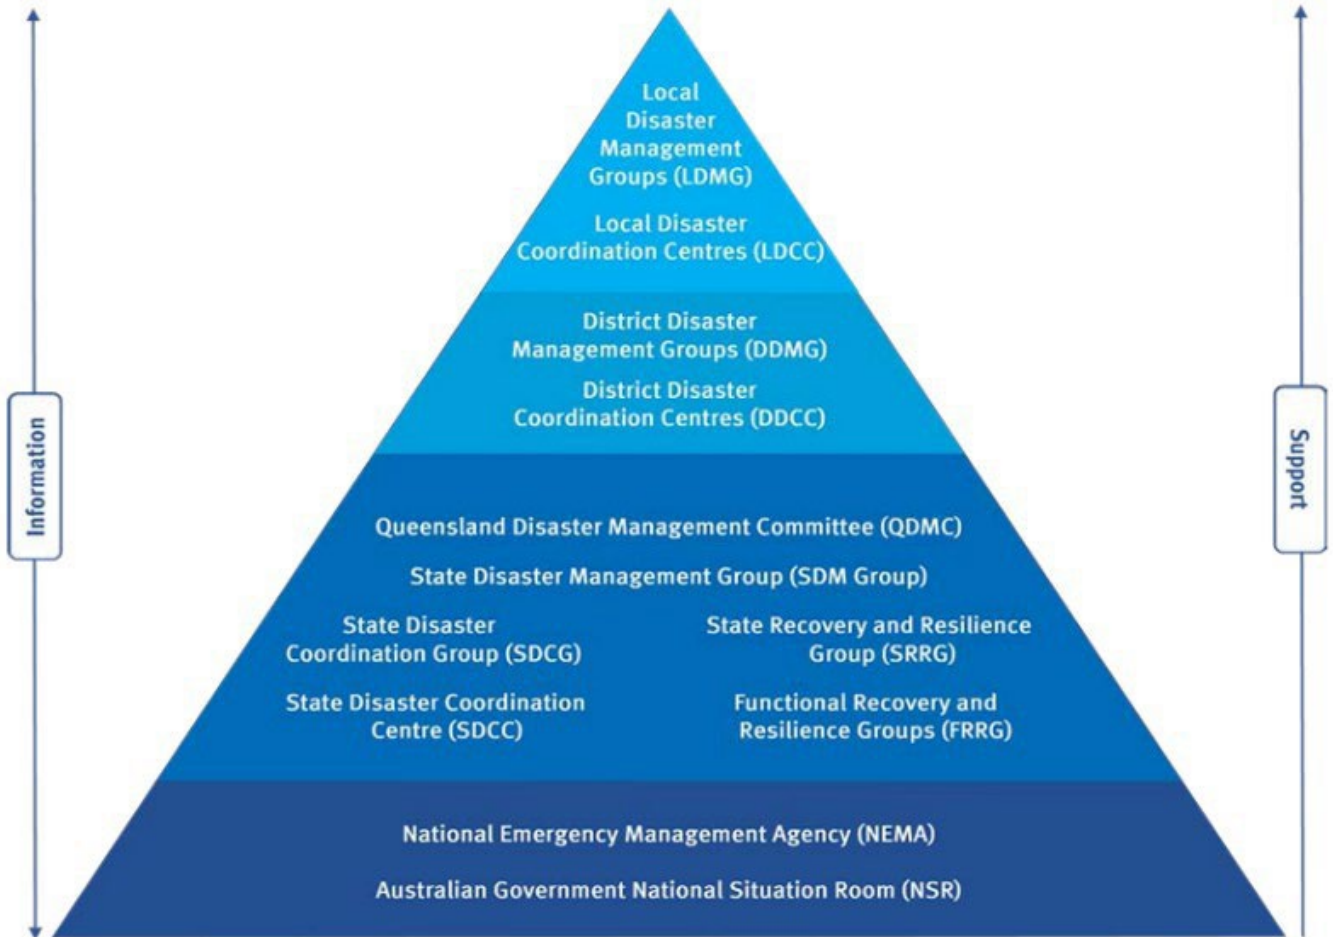 Local
Disaster
Management
Groups (LDMG)
Local Disaster
Coordination Centres (LDCC)
District Disaster
Management Groups (DDMG)
District Disaster
Coordination Centres (DDCC)
Information
Support
Queensland Disaster Management Committee (QDMC)
State Disaster Management Group (SDM Group)
State Disaster
Coordination Group (SDCG)
State Recovery and Resilience
Group (SRRG)
State Disaster Coordination
Centre (SDCC)
Functional Recovery and
Resilience Groups (FRRG)
National Emergency Management Agency (NEMA)
Australian Government National Situation Room (NSR)